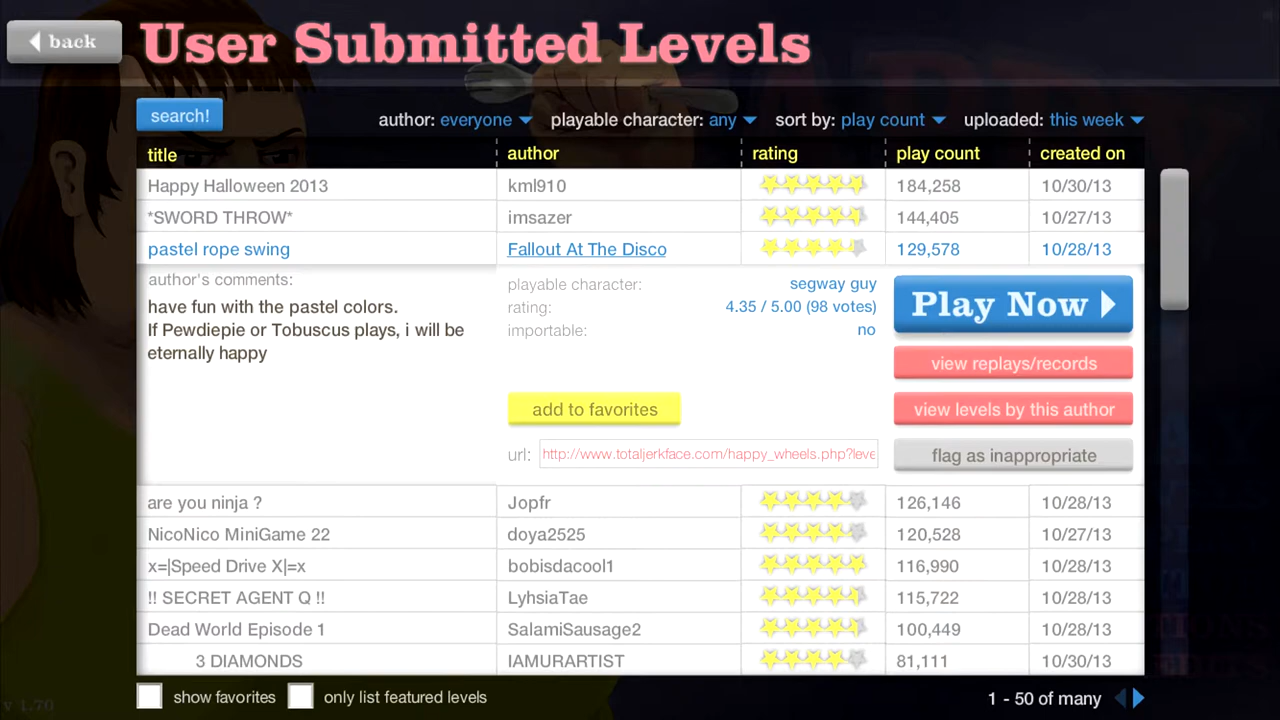 back
User Submitted Levels
search!
author: everyone playable character: any sort by: play count uploaded: this week
title author rating play count created on
Happy Halloween 2013 kml910 184,258 10/30/13
*SWORD THROW* imsazer 144,405 10/27/13
pastel rope swing Fallout At The Disco 129,578 10/28/13
author's comments:
have fun with the pastel colors.
If Pewdiepie or Tobuscus plays, i will be
eternally happy
playable character: segway guy
rating: 4.35 / 5.00 (98 votes)
importable: no
add to favorites
url: http://www.totaljerkface.com/happy_wheels.php?leve
Play Now
view replays/records
view levels by this author
flag as inappropriate
are you ninja ? Jopfr 126,146 10/28/13
NicoNico MiniGame 22 doya2525 120,528 10/27/13
x=|Speed Drive X|=x bobisdacool1 116,990 10/28/13
!! SECRET AGENT Q !! LyhsiaTae 115,722 10/28/13
Dead World Episode 1 SalamiSausage2 100,449 10/28/13
3 DIAMONDS IAMURARTIST 81,111 10/30/13
show favorites only list featured levels 1 - 50 of many
v 1.70